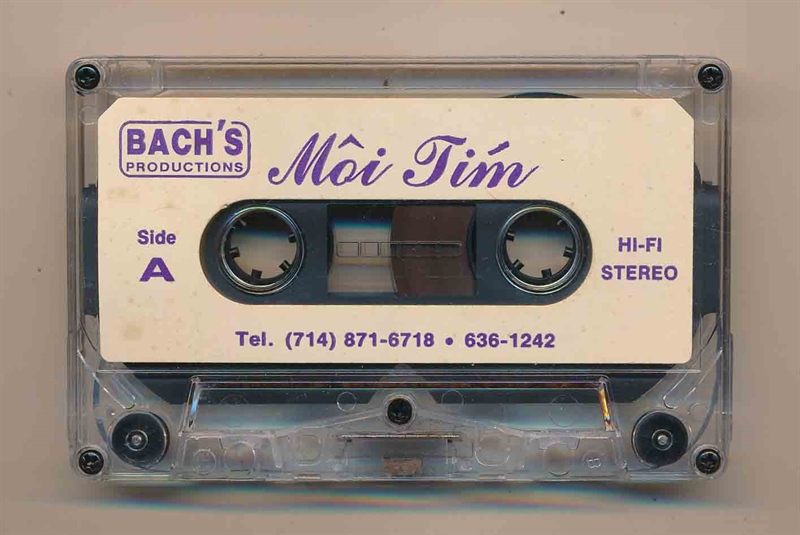 BACH'S
PRODUCTIONS
Môi Tím
Side
A
HI-FI
STEREO
Tel. (714) 871-6718 • 636-1242